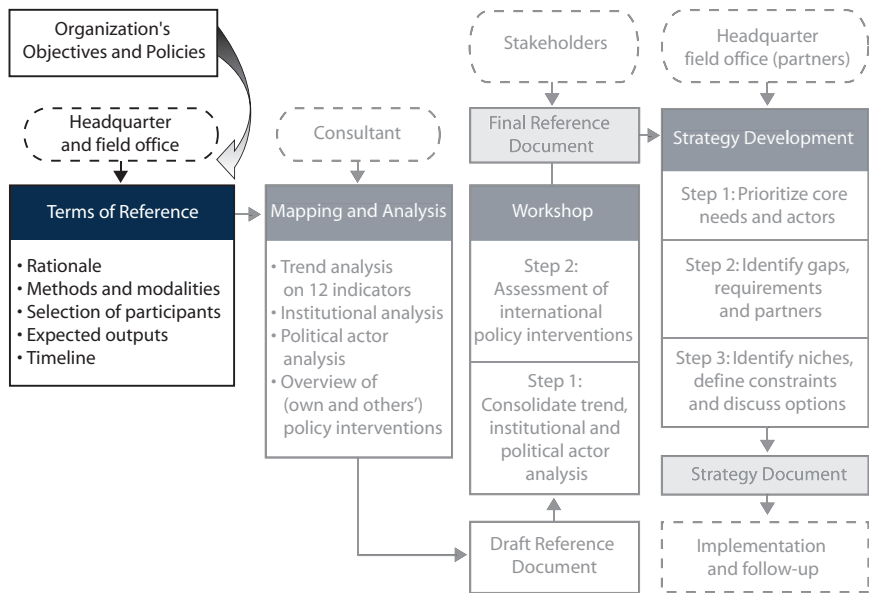 Organization's
Objectives and Policies
Headquarter
and field office
Terms of Reference
• Rationale
• Methods and modalities
• Selection of participants
• Expected outputs
• Timeline
Consultant
Mapping and Analysis
• Trend analysis
on 12 indicators
• Institutional analysis
• Political actor
analysis
• Overview of
(own and others')
policy interventions
Stakeholders
Final Reference
Document
Workshop
Step 2:
Assessment of
international
policy interventions
Step 1:
Consolidate trend,
institutional and
political actor
analysis
Draft Reference
Document
Headquarter
field office (partners)
Strategy Development
Step 1: Prioritize core
needs and actors
Step 2: Identify gaps,
requirements
and partners
Step 3: Identify niches,
define constraints
and discuss options
Strategy Document
Implementation
and follow-up